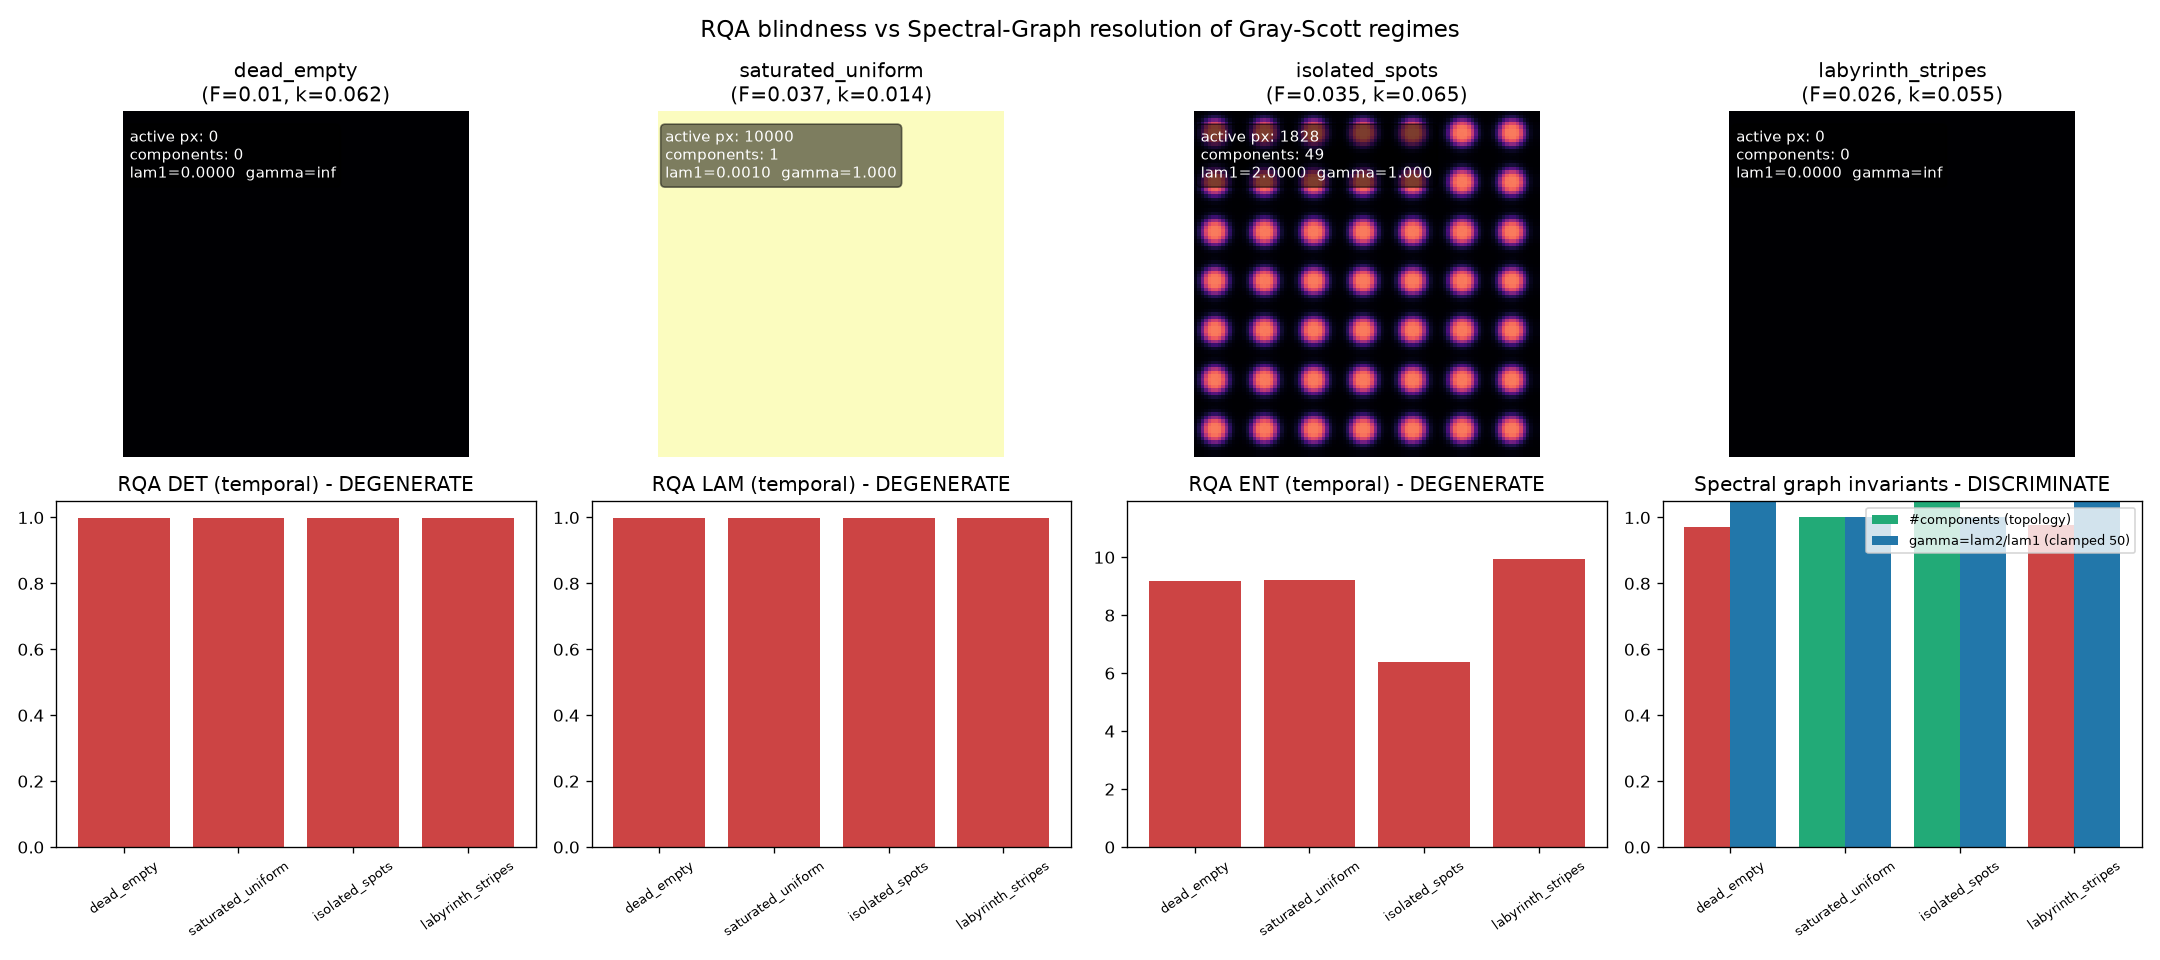 RQA blindness vs Spectral-Graph resolution of Gray-Scott regimes
dead_empty
(F=0.01, k=0.062)
active px: 0
components: 0
lam1=0.0000  gamma=inf
saturated_uniform
(F=0.037, k=0.014)
active px: 10000
components: 1
lam1=0.0010  gamma=1.000
isolated_spots
(F=0.035, k=0.065)
active px: 1828
components: 49
lam1=2.0000  gamma=1.000
labyrinth_stripes
(F=0.026, k=0.055)
active px: 0
components: 0
lam1=0.0000  gamma=inf
RQA DET (temporal) - DEGENERATE
1.0
0.8
0.6
0.4
0.2
0.0
dead_empty
saturated_uniform
isolated_spots
labyrinth_stripes
RQA LAM (temporal) - DEGENERATE
1.0
0.8
0.6
0.4
0.2
0.0
dead_empty
saturated_uniform
isolated_spots
labyrinth_stripes
RQA ENT (temporal) - DEGENERATE
10
8
6
4
2
0
dead_empty
saturated_uniform
isolated_spots
labyrinth_stripes
Spectral graph invariants - DISCRIMINATE
#components (topology)
gamma=lam2/lam1 (clamped 50)
1.0
0.8
0.6
0.4
0.2
0.0
dead_empty
saturated_uniform
isolated_spots
labyrinth_stripes